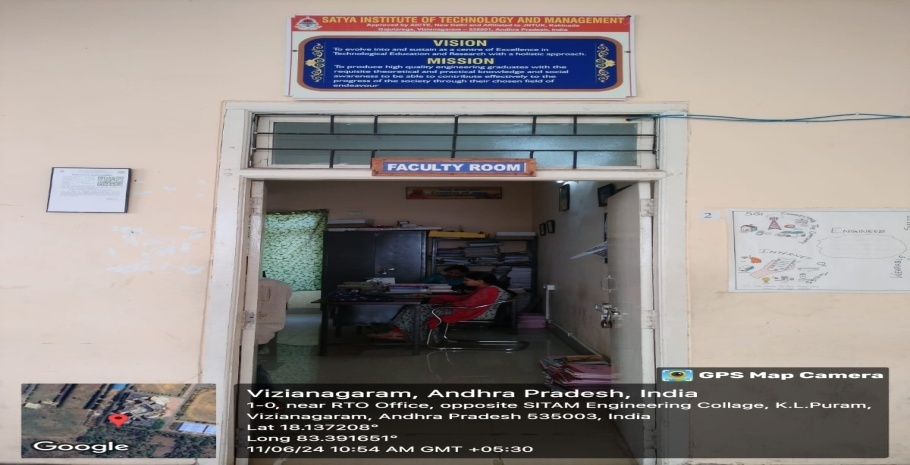 SATYA INSTITUTE OF TECHNOLOGY AND MANAGEMENT
Approved by AICTE, New Delhi and Affiliated to JNTUK, Kakinada
Gajularega, Vizianagaram - 535001, Andhra Pradesh, India
VISION
To evolve into and sustain as a centre of Excellence in
Technological Education and Research with a holistic approach.
MISSION
To produce high quality engineering graduates with the
requisite theoretical and practical knowledge and social
awareness to be able to contribute effectively to the
progress of the society through their chosen field of
endeavour
FACULTY ROOM
2
INTERNET
GPS Map Camera
Vizianagaram, Andhra Pradesh, India
1-0, near RTO Office, opposite SITAM Engineering Collage, K.L.Puram,
Vizianagaram, Andhra Pradesh 535003, India
Lat 18.137208°
Long 83.391651°
11/06/24 10:54 AM GMT +05:30
Google